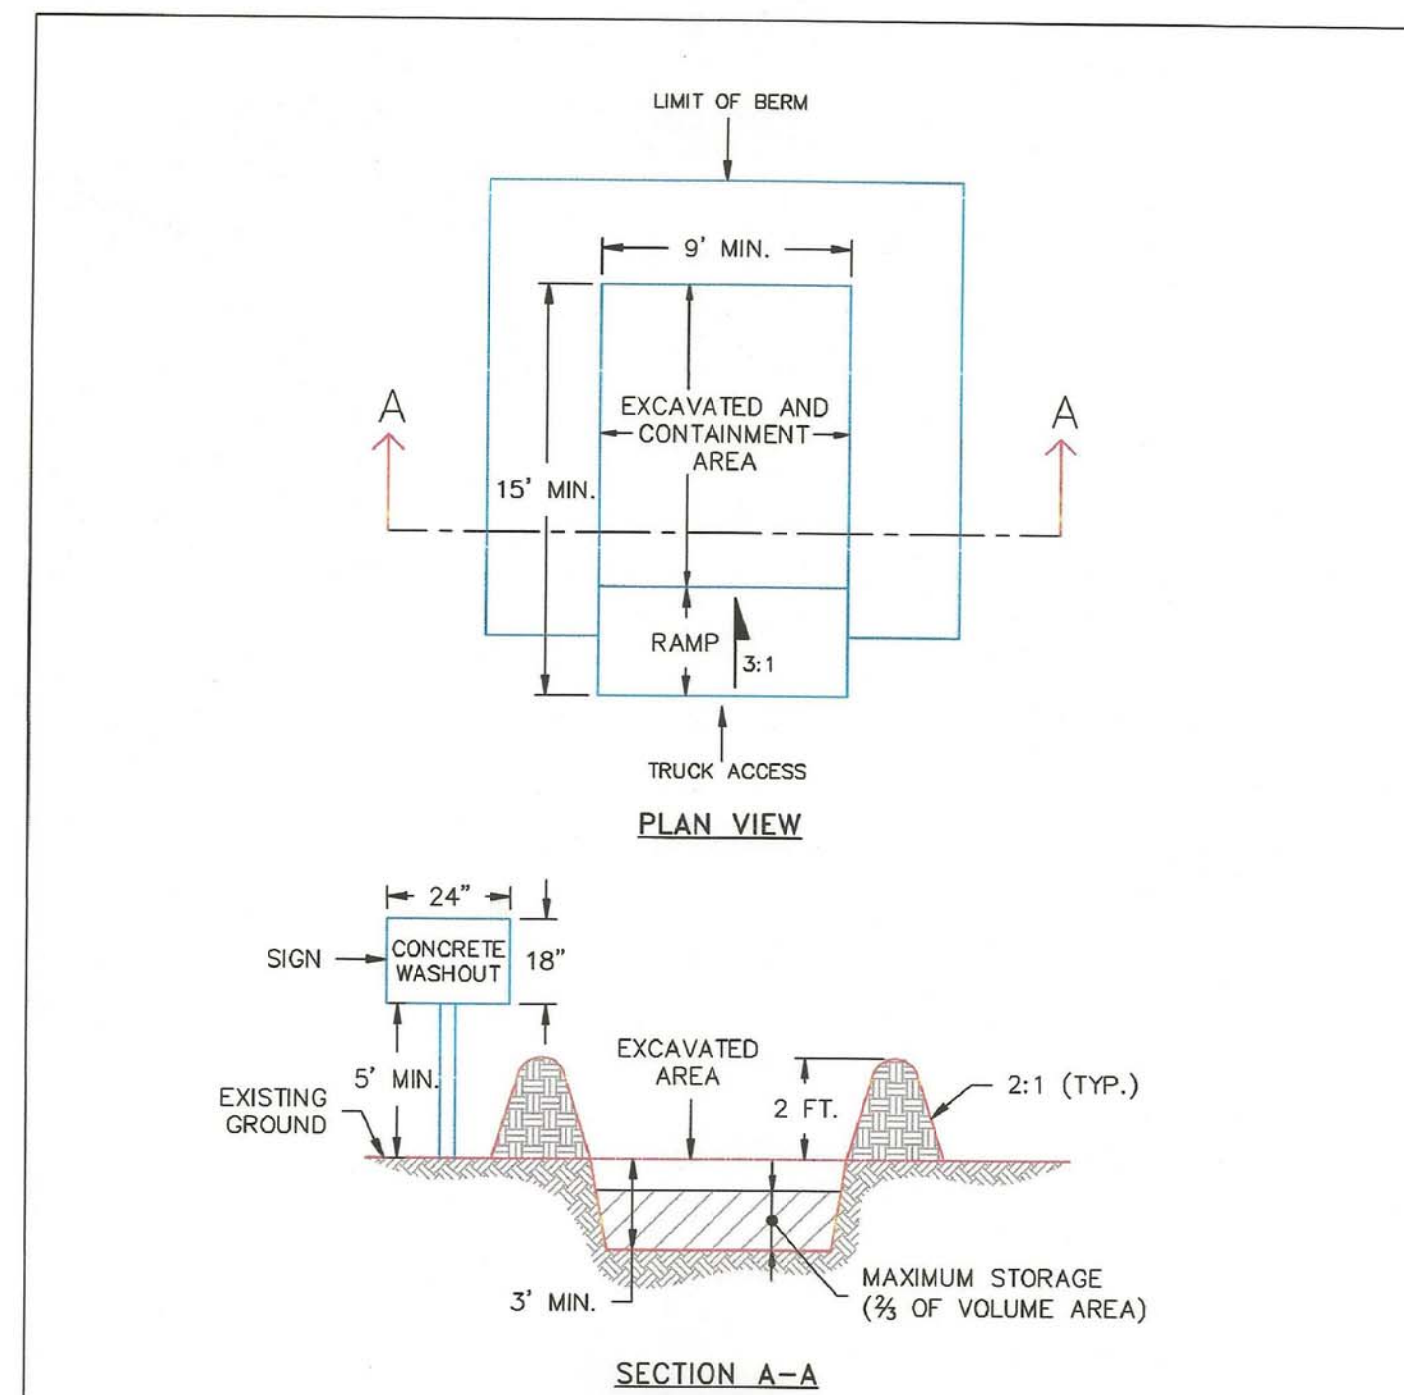 LIMIT OF BERM
9' MIN.
A
A
EXCAVATED AND
CONTAINMENT
AREA
15' MIN.
RAMP
3:1
TRUCK ACCESS
PLAN VIEW
24"
SIGN
CONCRETE
WASHOUT
18"
5' MIN.
EXCAVATED
AREA
2 FT.
2:1 (TYP.)
EXISTING
GROUND
3' MIN.
MAXIMUM STORAGE
(⅔ OF VOLUME AREA)
SECTION A-A